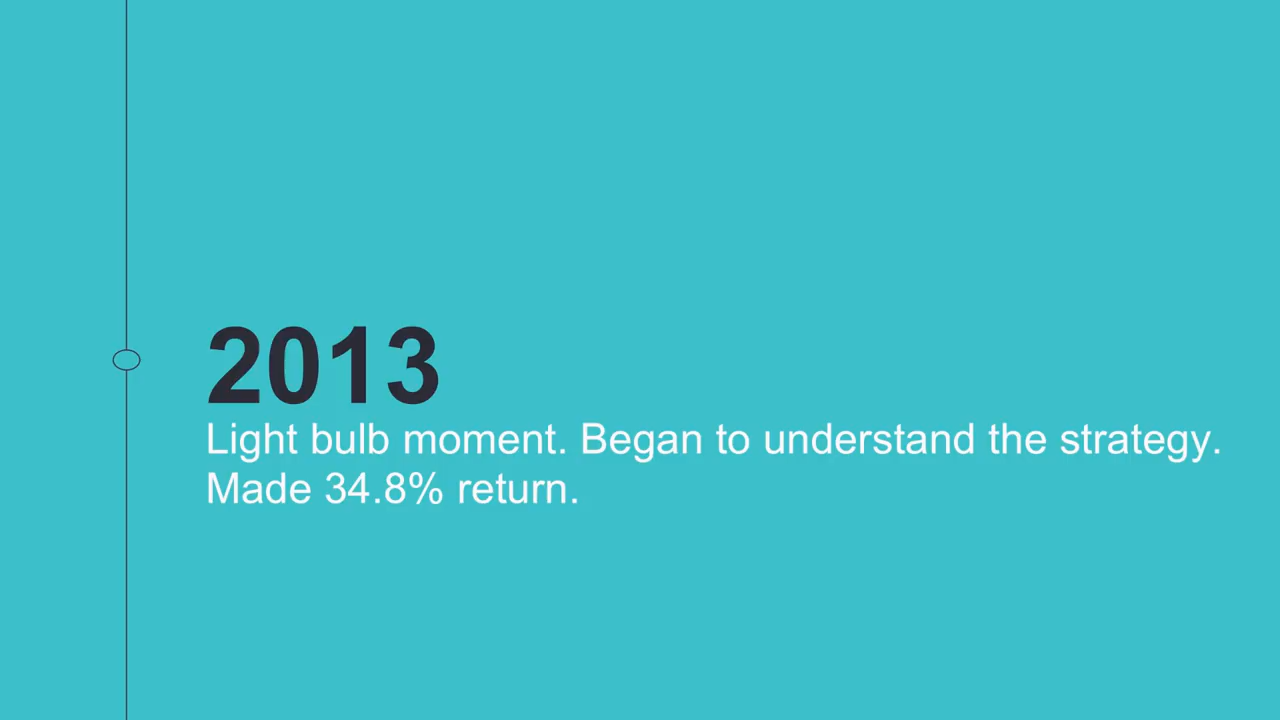 2013
Light bulb moment. Began to understand the strategy.
Made 34.8% return.